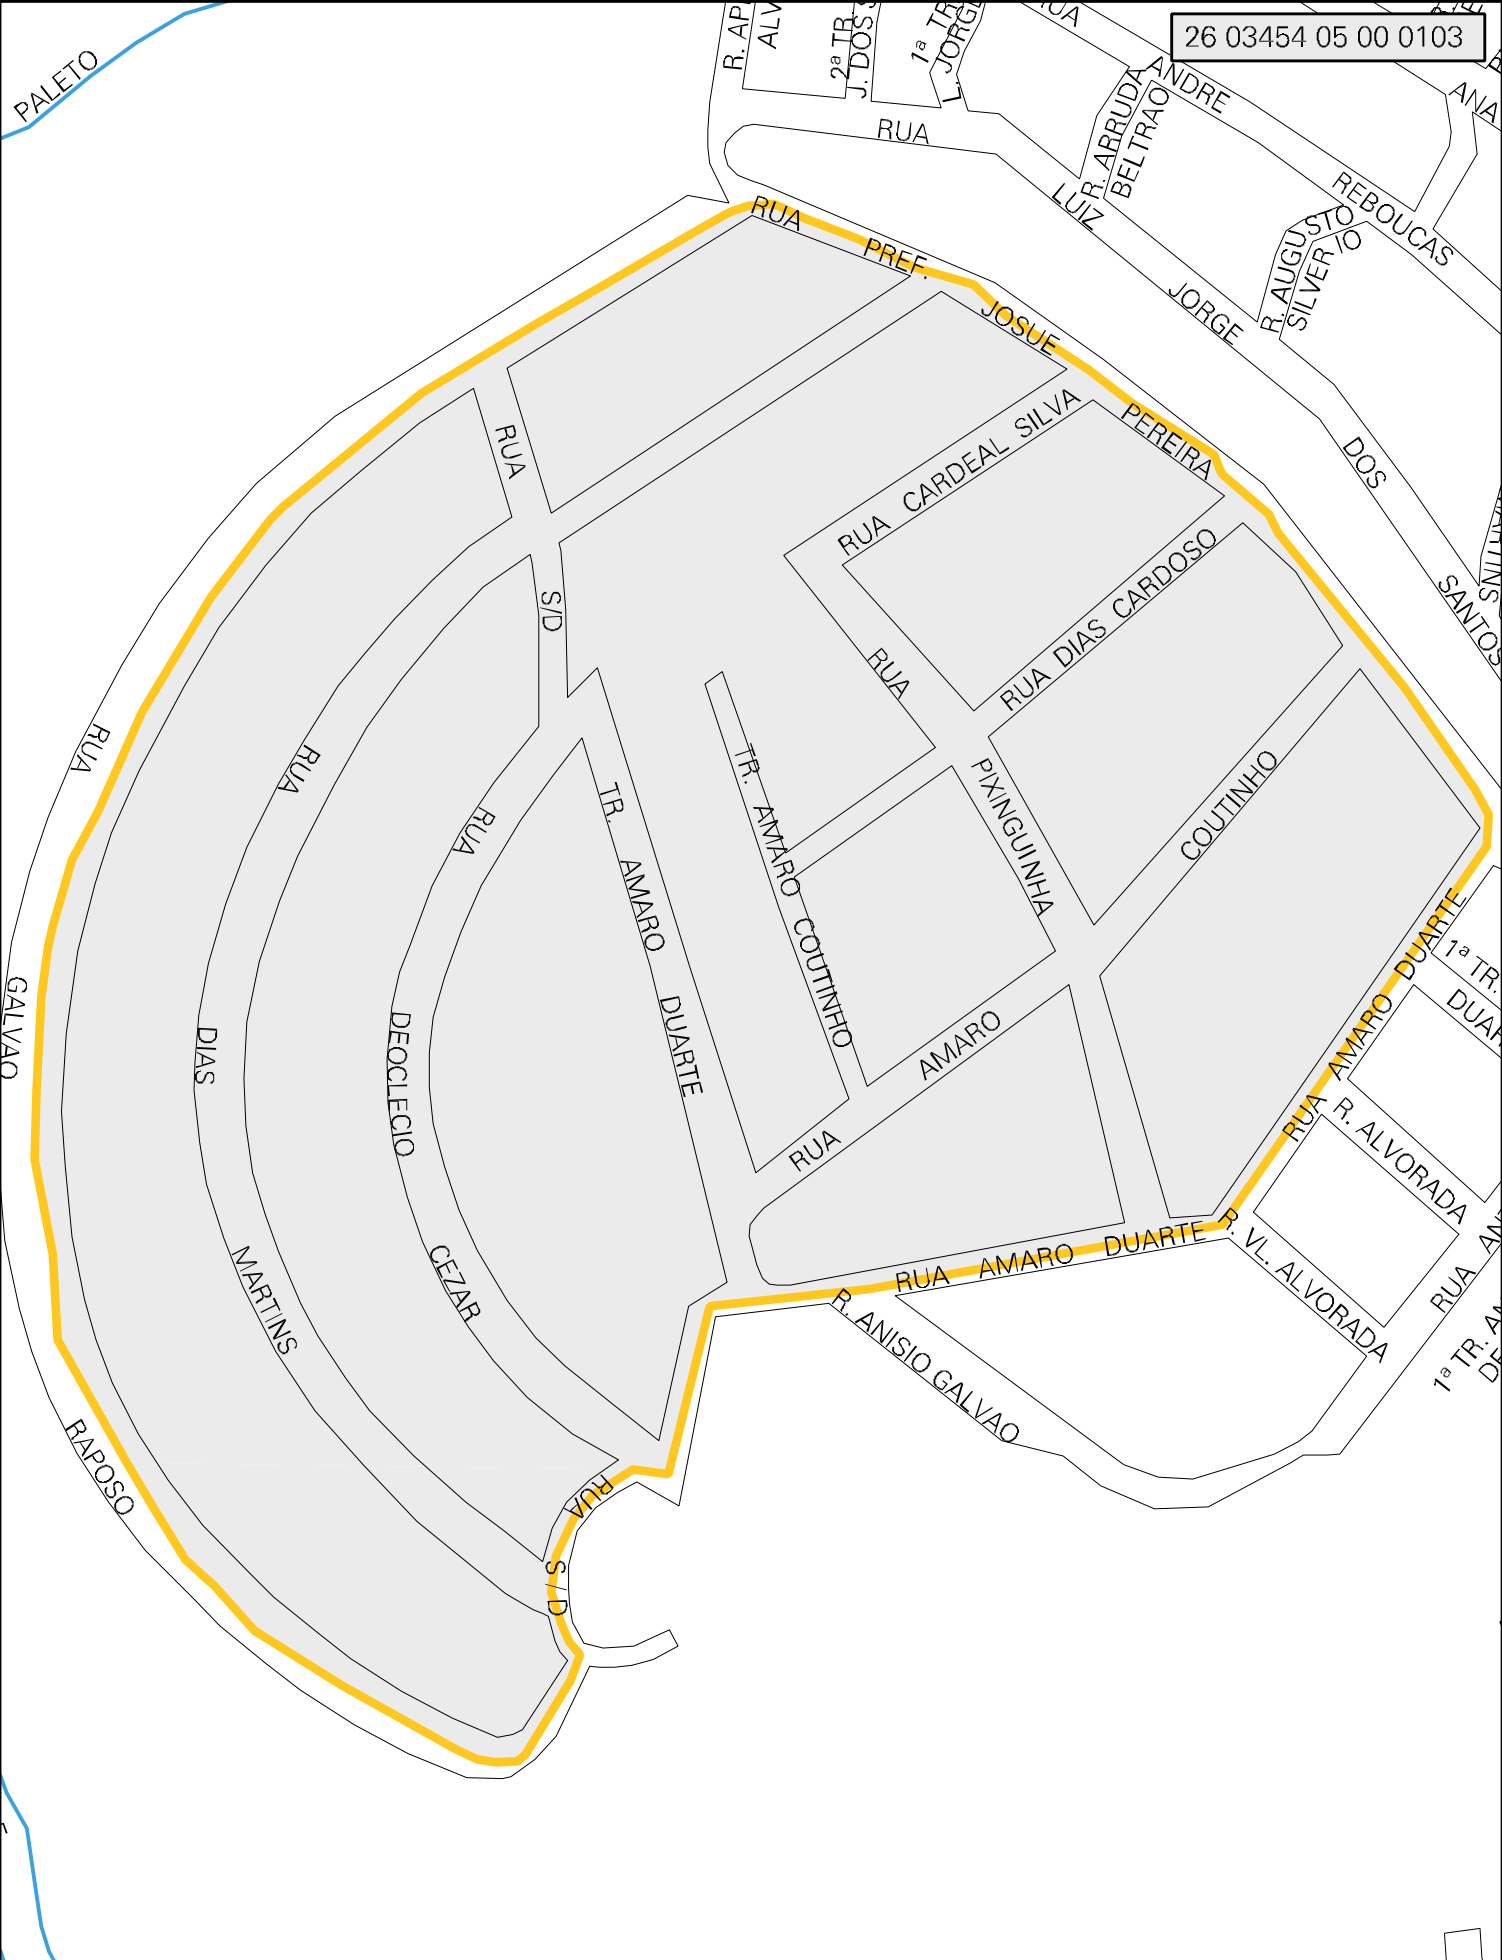 26 03454 05 00 0103
PALETO
2ª TR.
RUA
ANDRE
REBOUCAS
ANA
R. ARRUDA
BELTRAO
RUA
LUIZ
JORGE
DOS
SANTOS
R. AUGUSTO
SILVERIO
RUA
PREF.
JOSUE
PEREIRA
RUA
S/D
RUA CARDEAL SILVA
RUA DIAS CARDOSO
RUA
PIXINGUINHA
COUTINHO
AMARO
RUA
TR. AMARO COUTINHO
TR. AMARO DUARTE
RUA
DEOCLECIO
CEZAR
RUA
DIAS
MARTINS
RUA
GALVAO
RAPOSO
RUA AMARO DUARTE
1ª TR.
R. ALVORADA
R. VL. ALVORADA
RUA AMARO DUARTE
R. ANISIO GALVAO
RUA
RUA
S / D